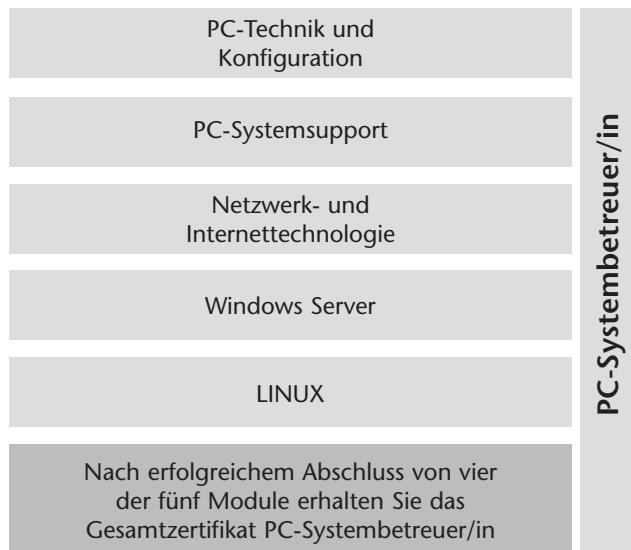 PC-Technik und
Konfiguration
PC-Systemsupport
Netzwerk- und
Internettechnologie
Windows Server
LINUX
Nach erfolgreichem Abschluss von vier
der fünf Module erhalten Sie das
Gesamtzertifikat PC-Systembetreuer/in
PC-Systembetreuer/in